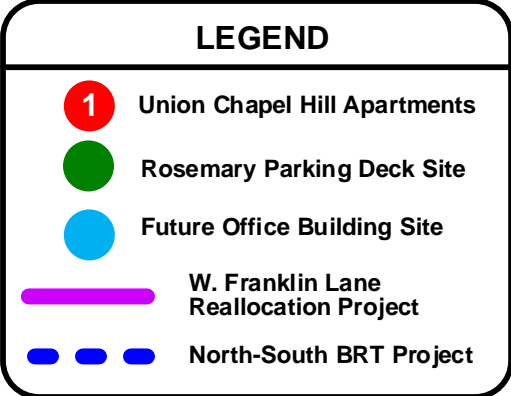 LEGEND
1 Union Chapel Hill Apartments
Rosemary Parking Deck Site
Future Office Building Site
W. Franklin Lane
Reallocation Project
North-South BRT Project